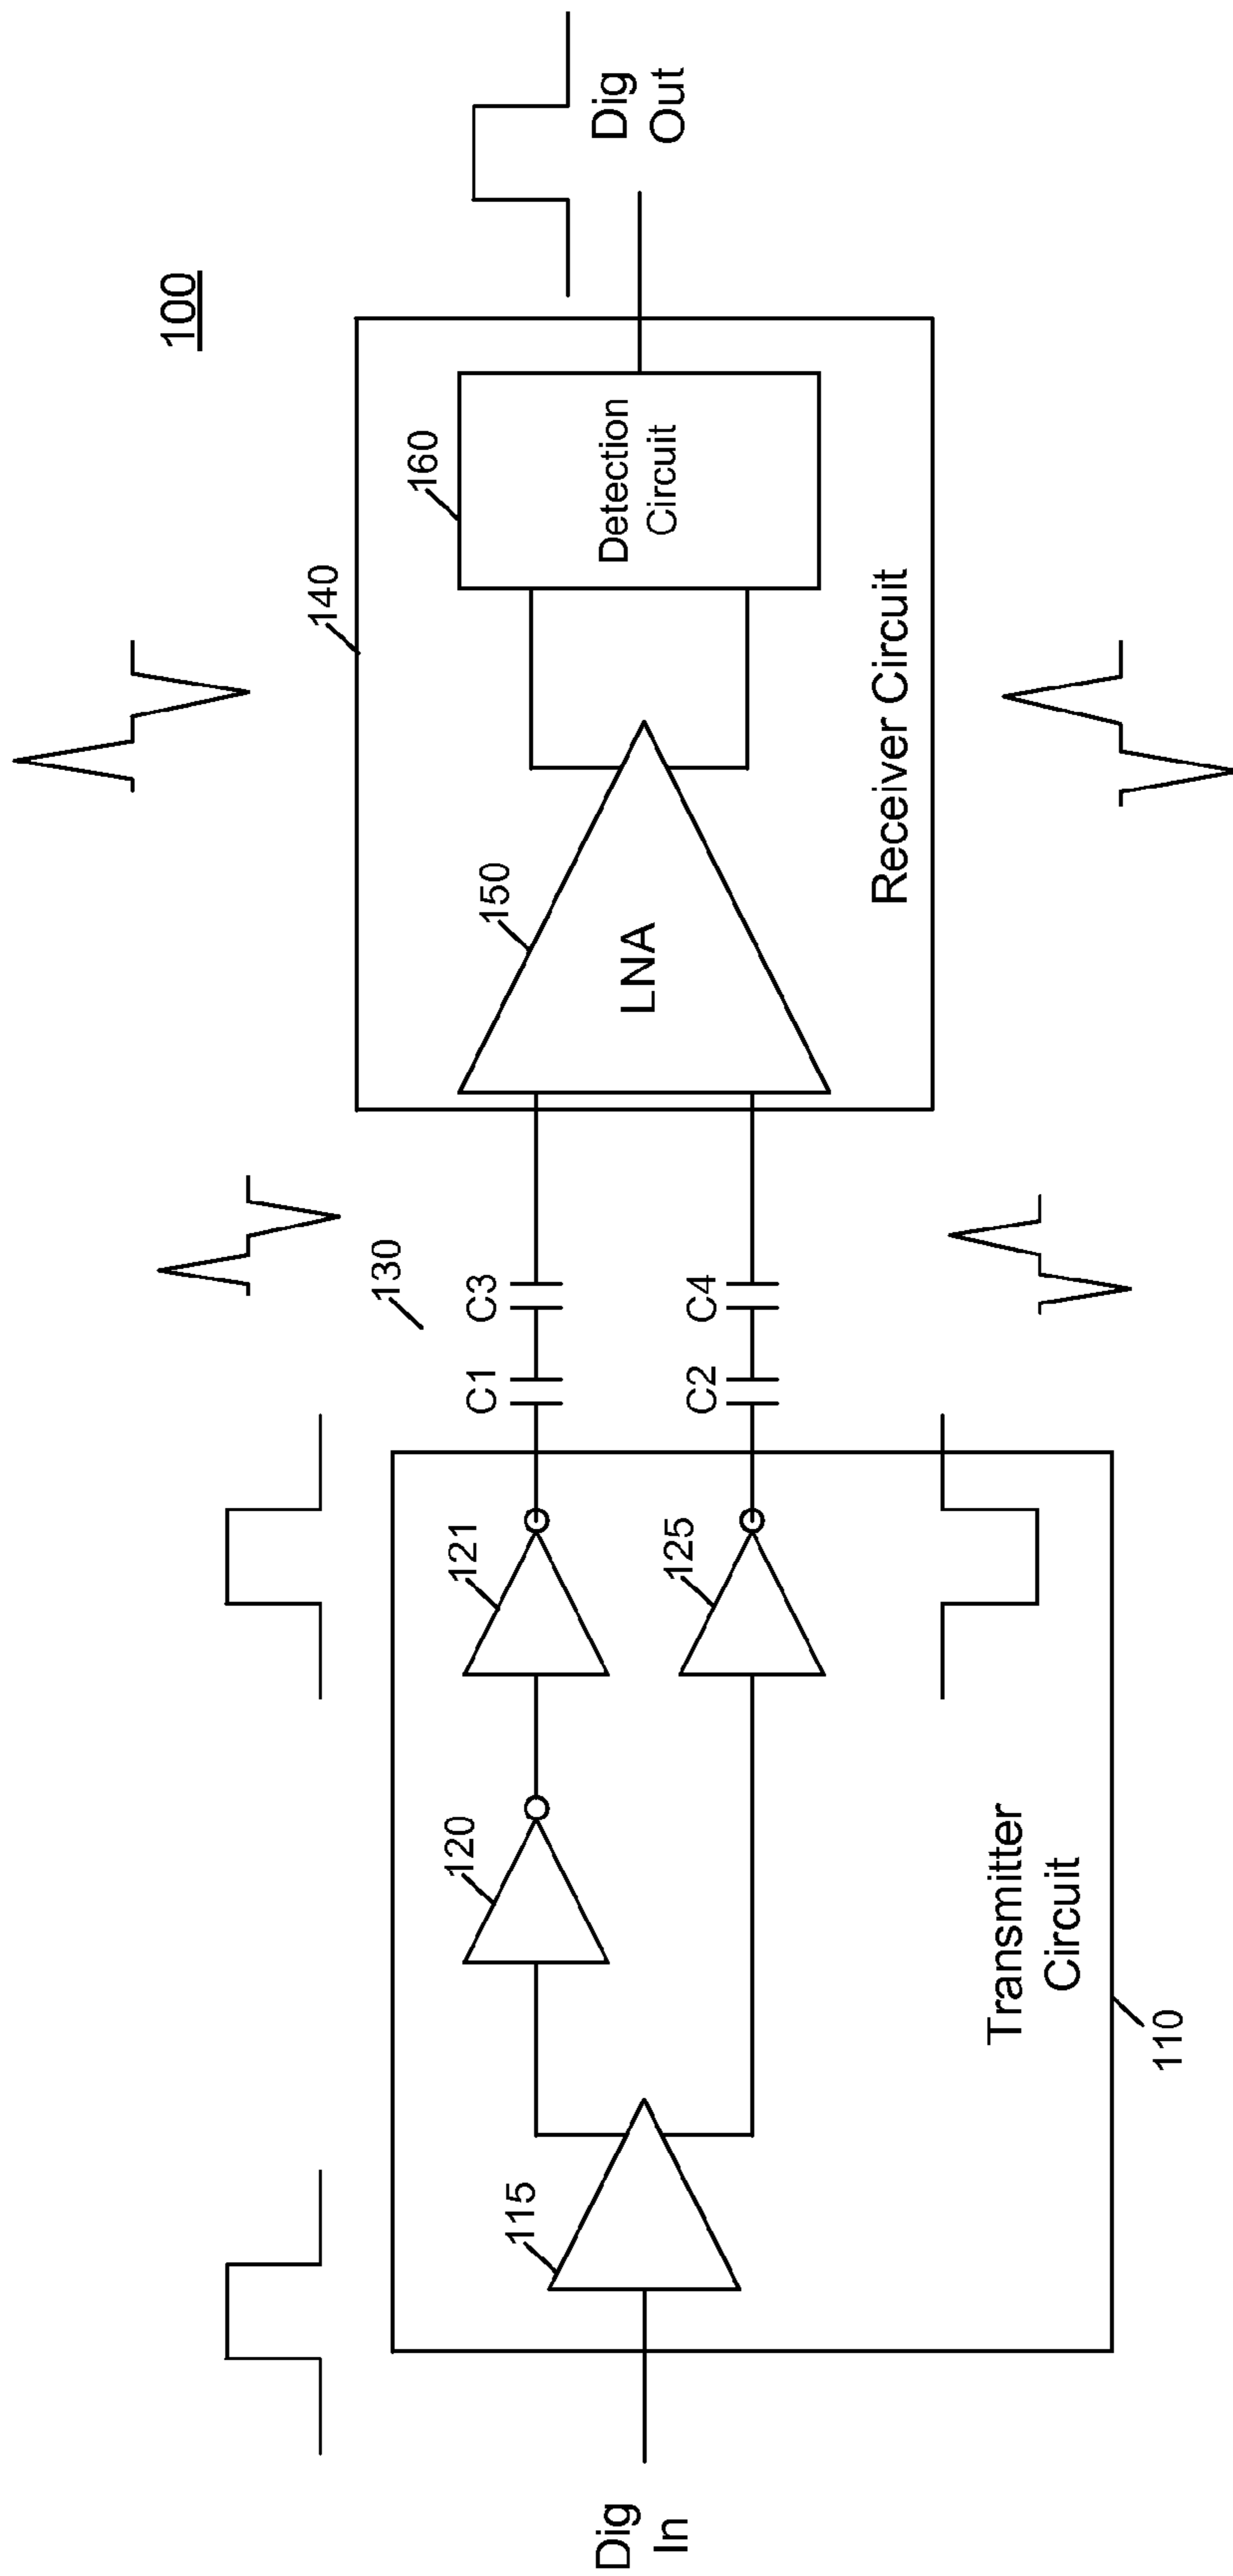 100
Dig
In
115
120
121
125
Transmitter
Circuit
110
130
C1
C3
C2
C4
140
150
LNA
160
Detection
Circuit
Receiver Circuit
Dig
Out